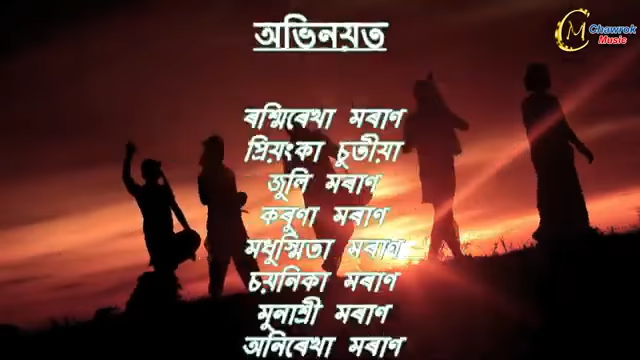 অভিনয়ত
Chawrok
Music
ৰশ্মিৰেখা মৰাণ
প্ৰিয়ংকা চুতীয়া
জুলি মৰাণ
কৰুণা মৰাণ
মধুস্মিতা মৰাণ
চয়নিকা মৰাণ
মুনাশ্ৰী মৰাণ
অনিৰেখা মৰাণ